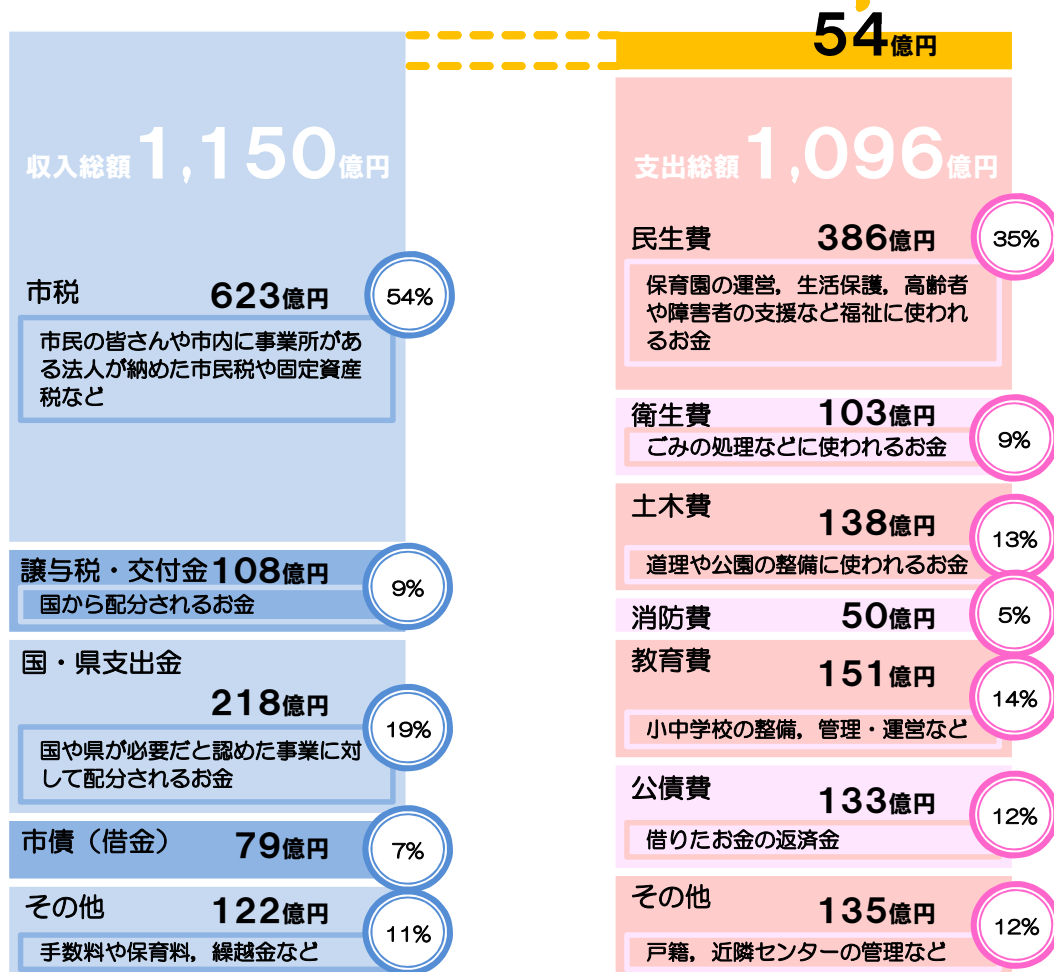 54億円
収入総額1,150億円
市税 623億円 54%
市民の皆さんや市内に事業所があ
る法人が納めた市民税や固定資産
税など
譲与税・交付金108億円 9%
国から配分されるお金
国・県支出金
218億円 19%
国や県が必要だと認めた事業に対
して配分されるお金
市債（借金） 79億円 7%
その他 122億円 11%
手数料や保育料，繰越金など
支出総額1,096億円
民生費 386億円 35%
保育園の運営，生活保護，高齢者
や障害者の支援など福祉に使われ
るお金
衛生費 103億円 9%
ごみの処理などに使われるお金
土木費 138億円 13%
道理や公園の整備に使われるお金
消防費 50億円 5%
教育費 151億円 14%
小中学校の整備，管理・運営など
公債費 133億円 12%
借りたお金の返済金
その他 135億円 12%
戸籍，近隣センターの管理など